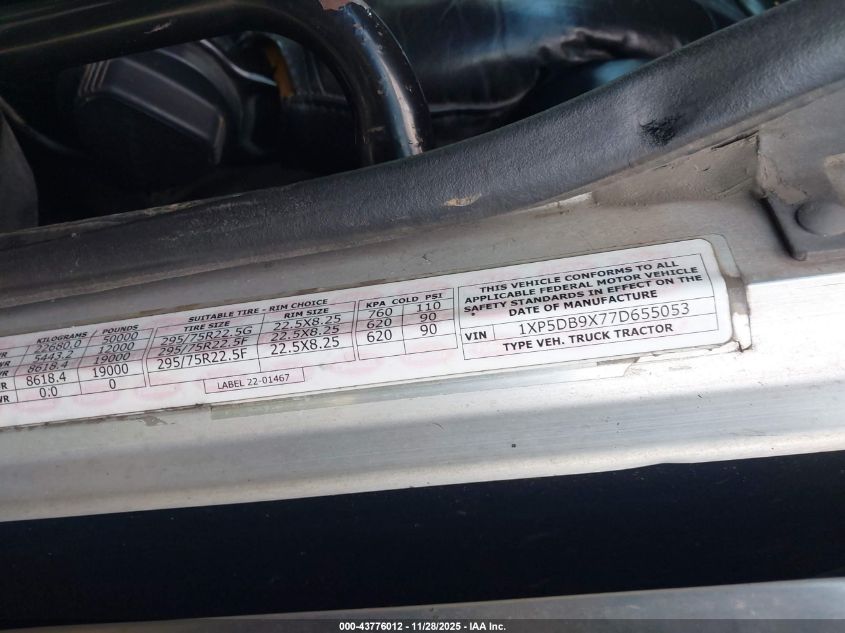 KILOGRAMS POUNDS
22680.0 50000
5443.2 12000
WR 8618.4 19000
WR 8618.4 19000
WR 0.0 0
SUITABLE TIRE - RIM CHOICE
TIRE SIZE RIM SIZE
295/75R22.5G 22.5X8.25
295/75R22.5F 22.5X8.25
295/75R22.5F 22.5X8.25
LABEL 22-01467
KPA COLD PSI
760 110
620 90
620 90
THIS VEHICLE CONFORMS TO ALL
APPLICABLE FEDERAL MOTOR VEHICLE
SAFETY STANDARDS IN EFFECT ON THE
DATE OF MANUFACTURE
VIN 1XP5DB9X77D655053
TYPE VEH. TRUCK TRACTOR
000-43776012 - 11/28/2025 - IAA Inc.